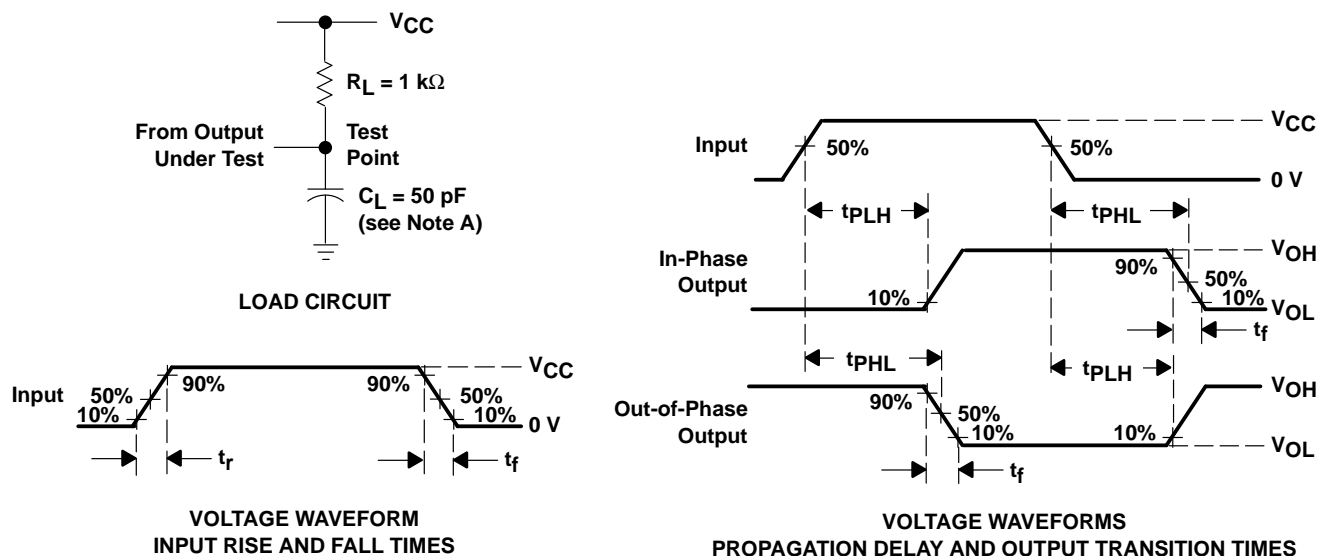 VCC
RL = 1 kΩ
From Output
Under Test
Test
Point
CL = 50 pF
(see Note A)
LOAD CIRCUIT
VCC
Input
50%
10%
90%
90%
50%
10%
0 V
tr
tf
VOLTAGE WAVEFORM
INPUT RISE AND FALL TIMES
VCC
Input
50%
50%
0 V
tPLH
tPHL
In-Phase
Output
VOH
90%
50%
10%
10%
VOL
tf
tPHL
tPLH
Out-of-Phase
Output
VOH
90%
50%
10%
10%
VOL
tf
VOLTAGE WAVEFORMS
PROPAGATION DELAY AND OUTPUT TRANSITION TIMES